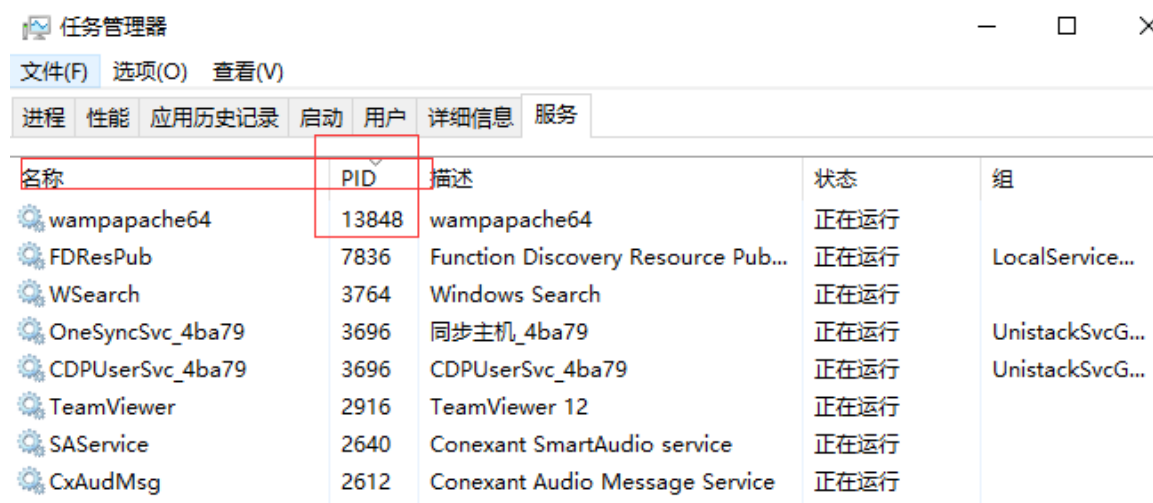 任务管理器
文件(F) 选项(O) 查看(V)
进程 性能 应用历史记录 启动 用户 详细信息 服务
名称 PID 描述 状态 组
wampapache64 13848 wampapache64 正在运行
FDResPub 7836 Function Discovery Resource Pub... 正在运行 LocalService...
WSearch 3764 Windows Search 正在运行
OneSyncSvc_4ba79 3696 同步主机_4ba79 正在运行 UnistackSvcG...
CDPUserSvc_4ba79 3696 CDPUserSvc_4ba79 正在运行 UnistackSvcG...
TeamViewer 2916 TeamViewer 12 正在运行
SAService 2640 Conexant SmartAudio service 正在运行
CxAudMsg 2612 Conexant Audio Message Service 正在运行